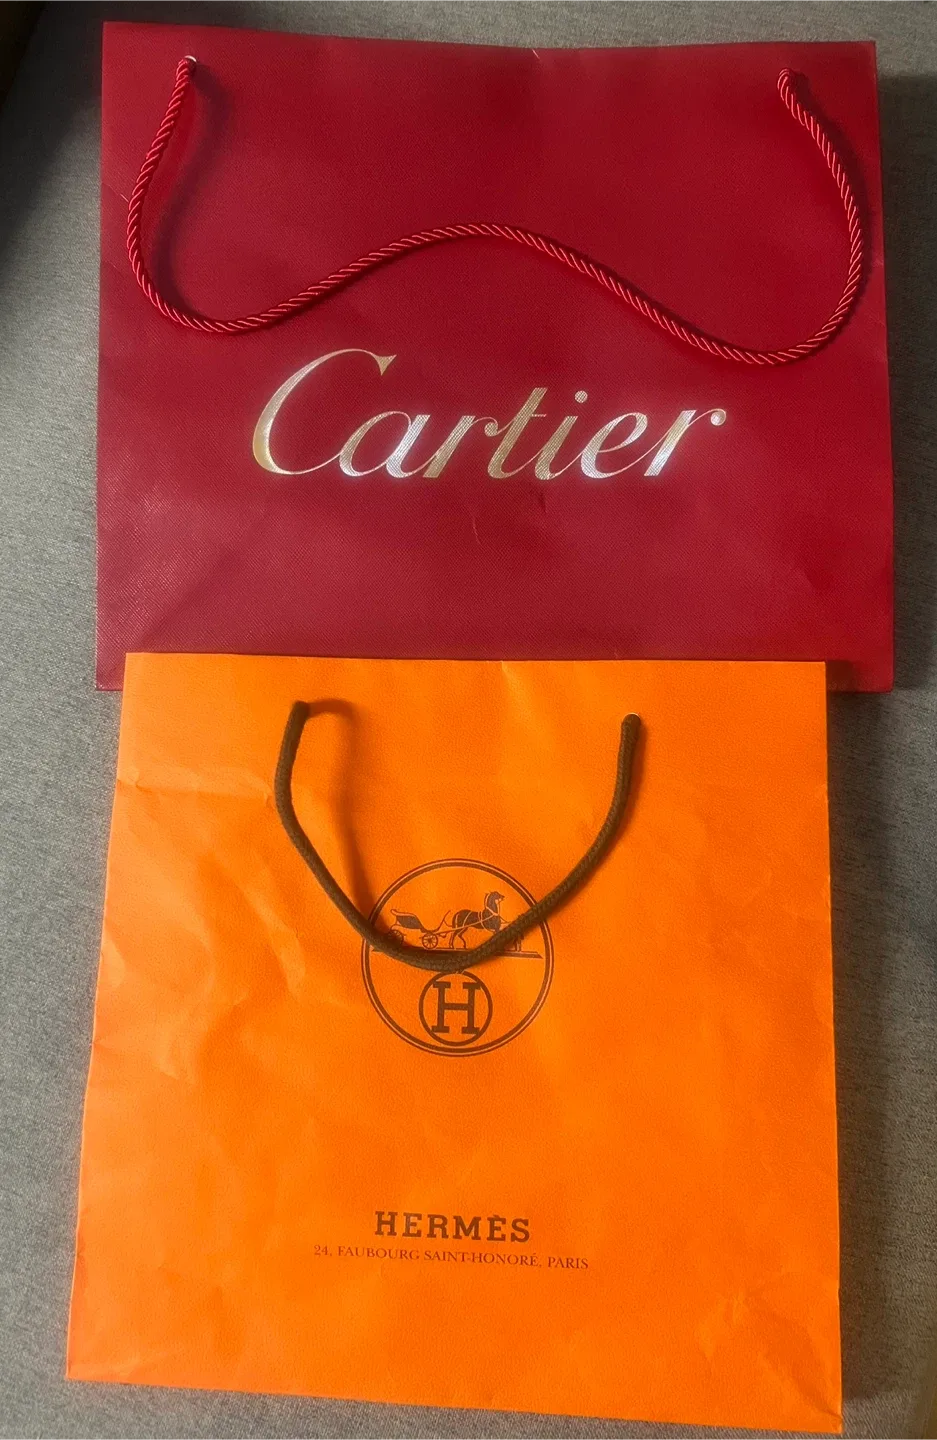 Cartier
H
HERMÈS
24, FAUBOURG SAINT-HONORÉ, PARIS